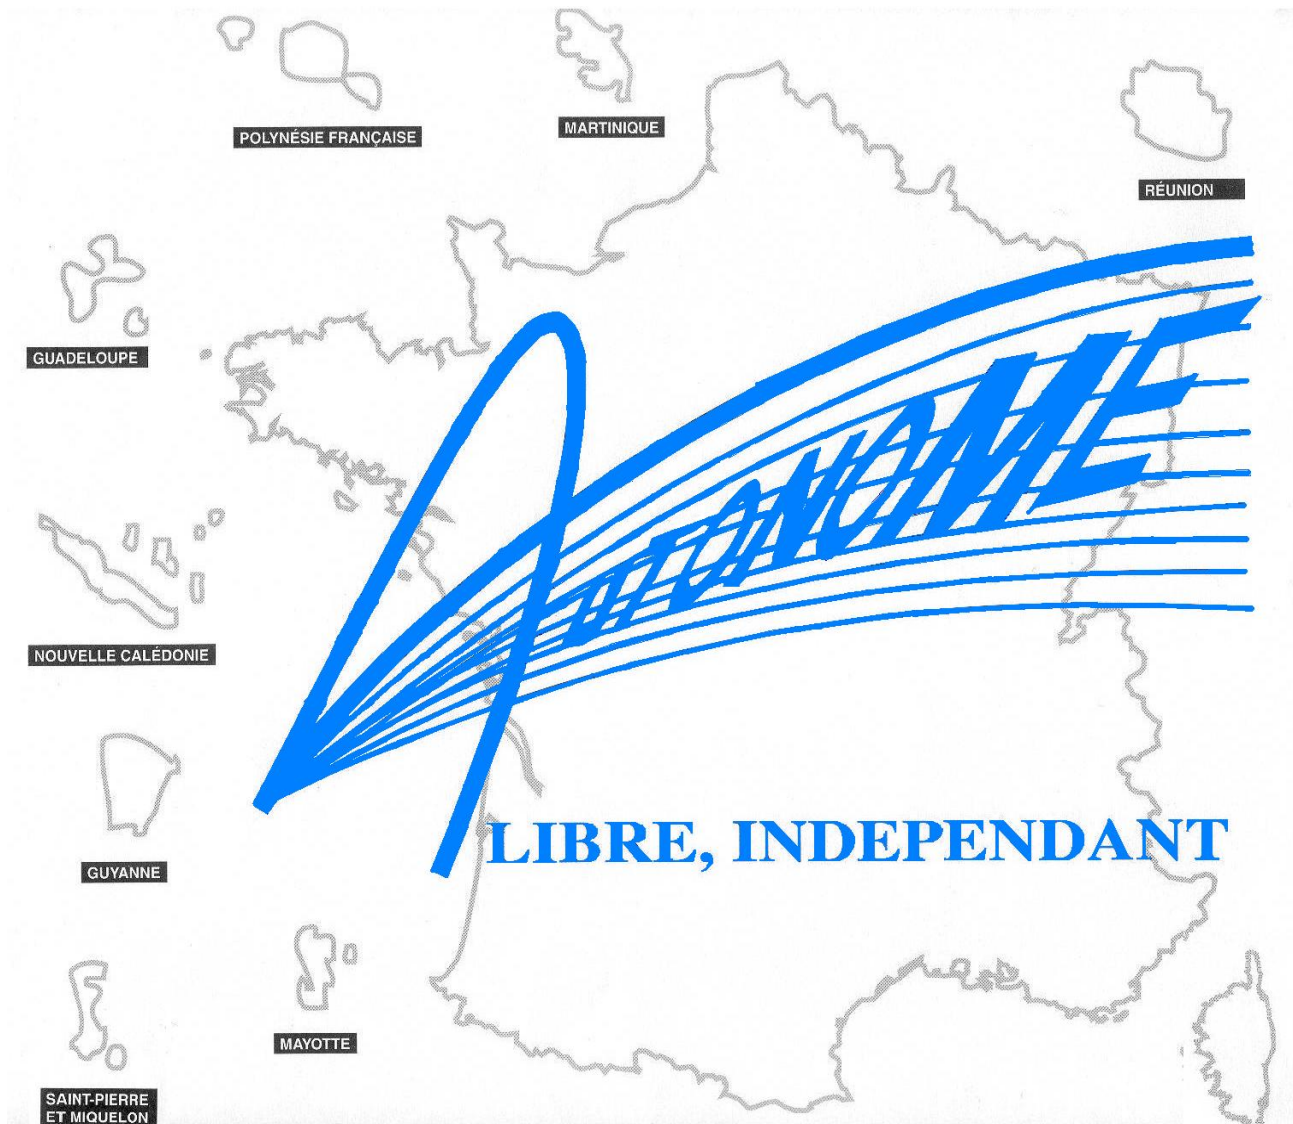 POLYNÉSIE FRANÇAISE
MARTINIQUE
RÉUNION
GUADELOUPE
AUTONOME
NOUVELLE CALÉDONIE
LIBRE, INDEPENDANT
GUYANNE
MAYOTTE
SAINT-PIERRE
ET MIQUELON